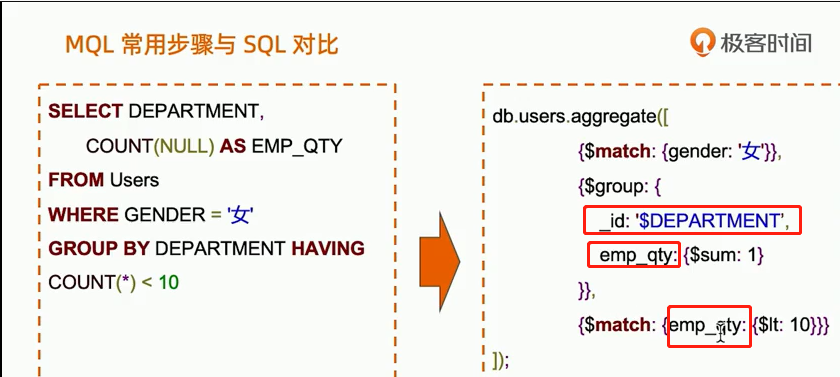 MQL 常用步骤与 SQL 对比
极客时间
SELECT DEPARTMENT,
COUNT(NULL) AS EMP_QTY
FROM Users
WHERE GENDER = '女'
GROUP BY DEPARTMENT HAVING
COUNT(*) < 10
db.users.aggregate([
{$match: {gender: '女'}},
{$group: {
_id: '$DEPARTMENT',
emp_qty: {$sum: 1}
}},
{$match: {emp_qty: {$lt: 10}}}
]);